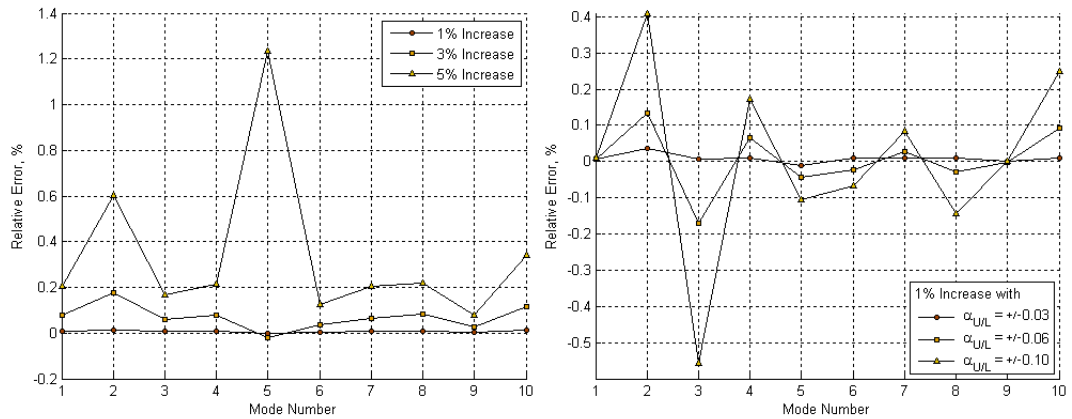 1.4
1.2
1
0.8
0.6
0.4
0.2
0
-0.2
Relative Error, %
1% Increase
3% Increase
5% Increase
1 2 3 4 5 6 7 8 9 10
Mode Number
0.4
0.3
0.2
0.1
0
-0.1
-0.2
-0.3
-0.4
-0.5
Relative Error, %
1% Increase with
αU/L = +/-0.03
αU/L = +/-0.06
αU/L = +/-0.10
1 2 3 4 5 6 7 8 9 10
Mode Number